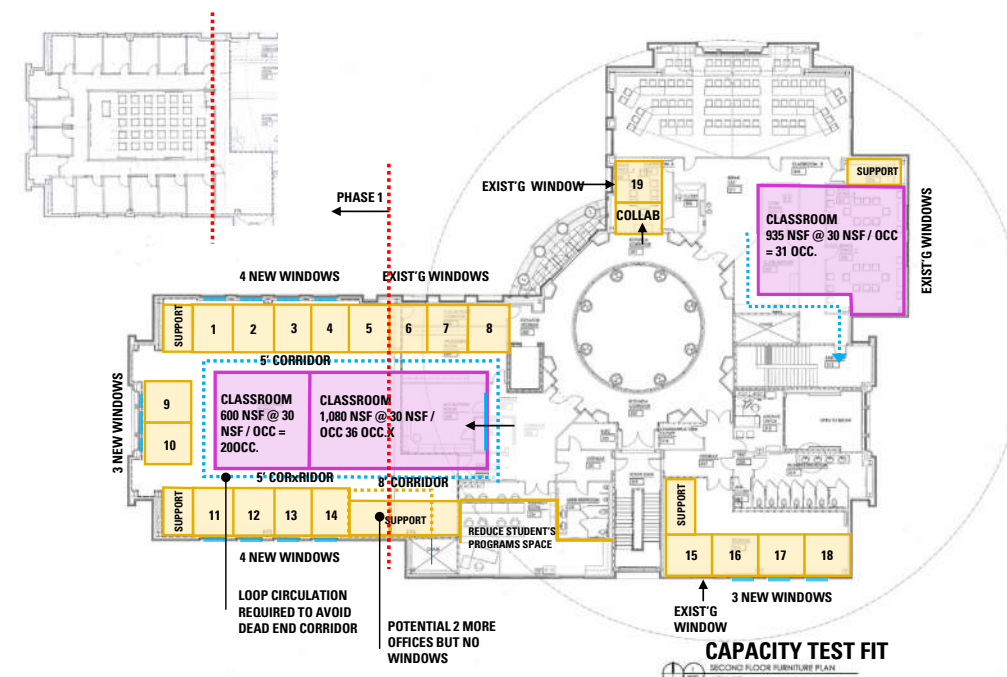 PHASE 1
EXIST'G WINDOW
19
COLLAB
SUPPORT
CLASSROOM
935 NSF @ 30 NSF / OCC
= 31 OCC.
EXIST'G WINDOWS
4 NEW WINDOWS
EXIST'G WINDOWS
SUPPORT
1
2
3
4
5
6
7
8
5' CORRIDOR
3 NEW WINDOWS
9
10
CLASSROOM
600 NSF @ 30
NSF / OCC =
20OCC.
CLASSROOM
1,080 NSF @ 30 NSF /
OCC 36 OCC.X
5' CORxRIDOR
8' CORRIDOR
SUPPORT
11
12
13
14
SUPPORT
REDUCE STUDENT'S
PROGRAMS SPACE
4 NEW WINDOWS
OPEN TO BELOW
SUPPORT
15
16
17
18
3 NEW WINDOWS
EXIST'G
WINDOW
LOOP CIRCULATION
REQUIRED TO AVOID
DEAD END CORRIDOR
POTENTIAL 2 MORE
OFFICES BUT NO
WINDOWS
CAPACITY TEST FIT
SECOND FLOOR FURNITURE PLAN